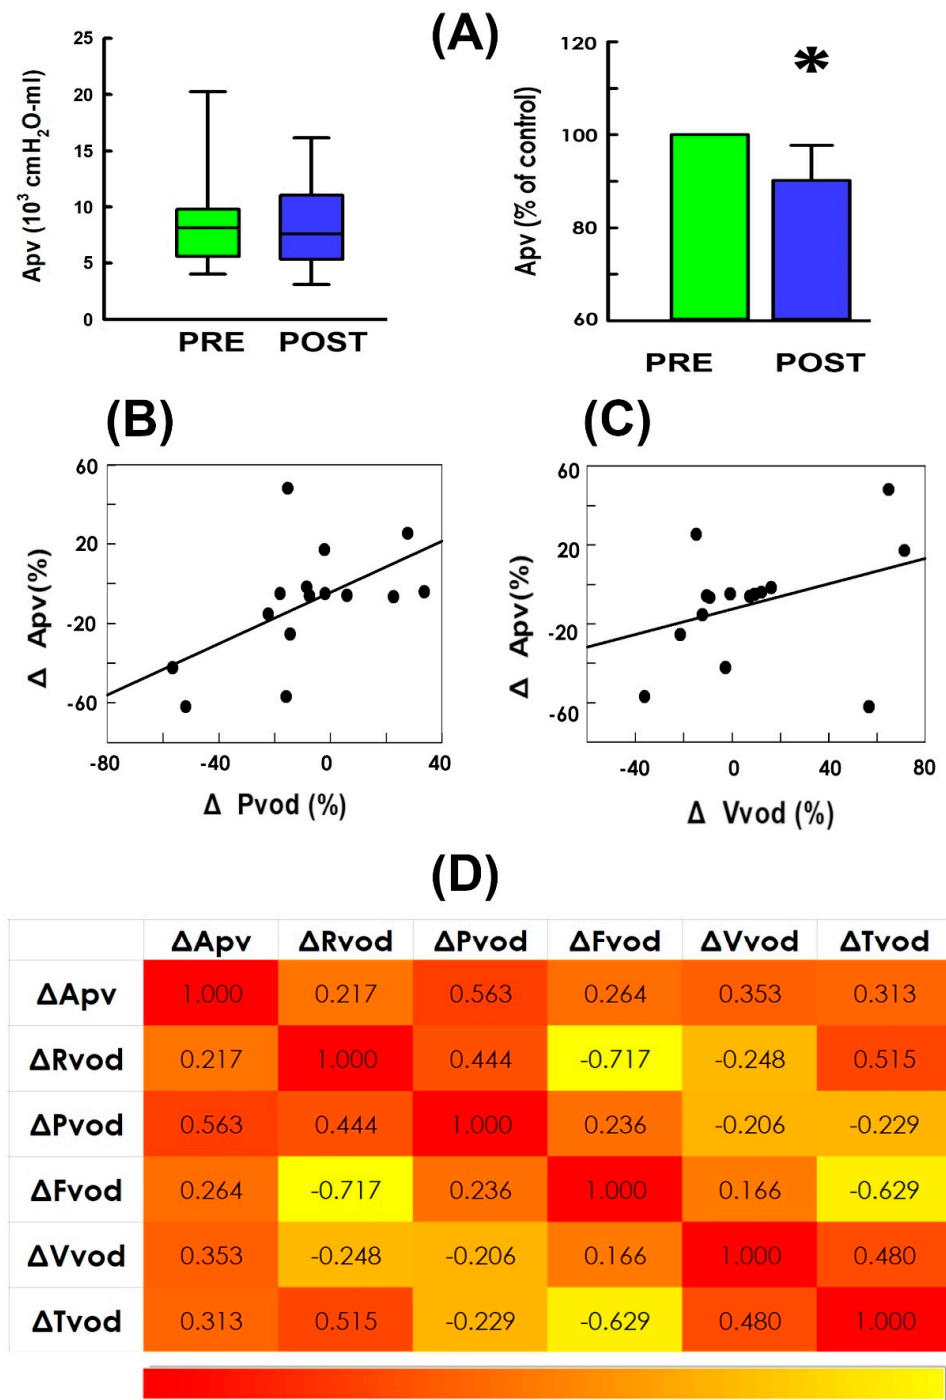 (A)
Apv (10³ cmH₂O-ml)
25
20
15
10
5
0
PRE POST
Apv (% of control)
120
100
80
60
*
PRE POST
(B)
Δ Apv(%)
60
20
-20
-60
-80 -40 0 40
Δ Pvod (%)
(C)
Δ Apv(%)
60
20
-20
-60
-40 0 40 80
Δ Vvod (%)
(D)
ΔApv ΔRvod ΔPvod ΔFvod ΔVvod ΔTvod
ΔApv 1.000 0.217 0.563 0.264 0.353 0.313
ΔRvod 0.217 1.000 0.444 -0.717 -0.248 0.515
ΔPvod 0.563 0.444 1.000 0.236 -0.206 -0.229
ΔFvod 0.264 -0.717 0.236 1.000 0.166 -0.629
ΔVvod 0.353 -0.248 -0.206 0.166 1.000 0.480
ΔTvod 0.313 0.515 -0.229 -0.629 0.480 1.000